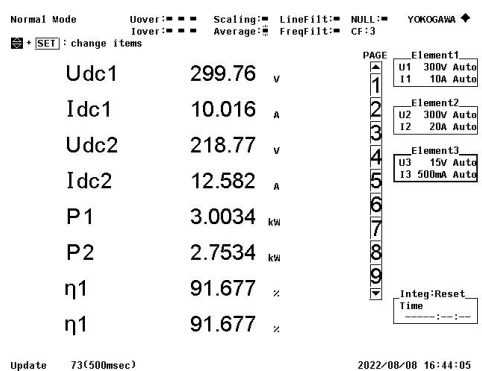 Normal Mode Uover: Scaling: LineFilt: NULL: YOKOGAWA
Iover: Average: FreqFilt: CF:3
+ SET : change items
PAGE
Udc1 299.76 V
Idc1 10.016 A
Udc2 218.77 V
Idc2 12.582 A
P1 3.0034 kW
P2 2.7534 kW
η1 91.677 %
η1 91.677 %
1
2
3
4
5
6
7
8
9
Element1
U1 300V Auto
I1 10A Auto
Element2
U2 300V Auto
I2 20A Auto
Element3
U3 15V Auto
I3 500mA Auto
Integ:Reset
Time
-----:--:--
Update 73(500msec) 2022/08/08 16:44:05